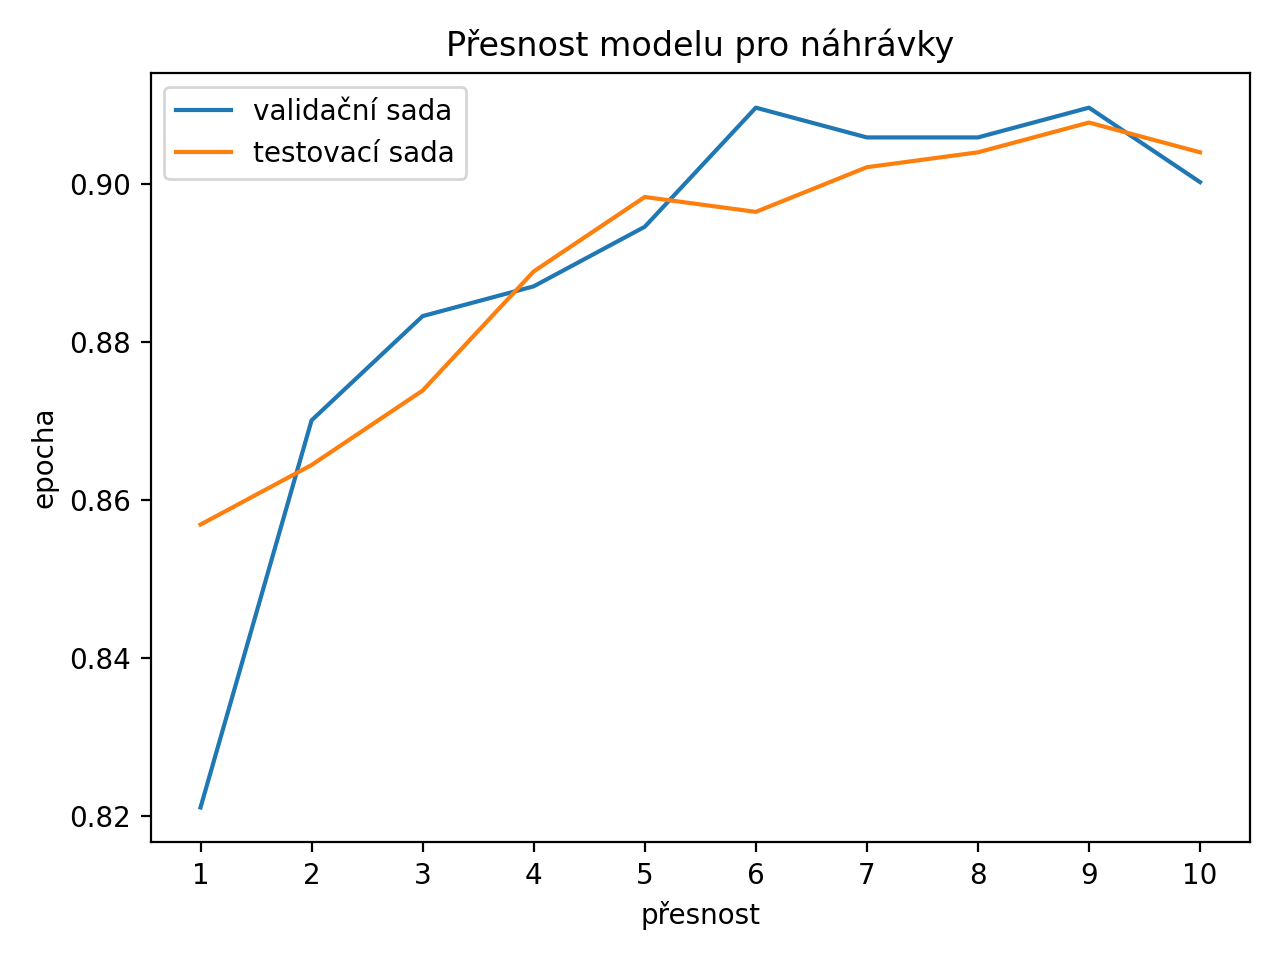 Přesnost modelu pro náhrávky
validační sada
testovací sada
0.90
0.88
0.86
0.84
0.82
epocha
1 2 3 4 5 6 7 8 9 10
přesnost